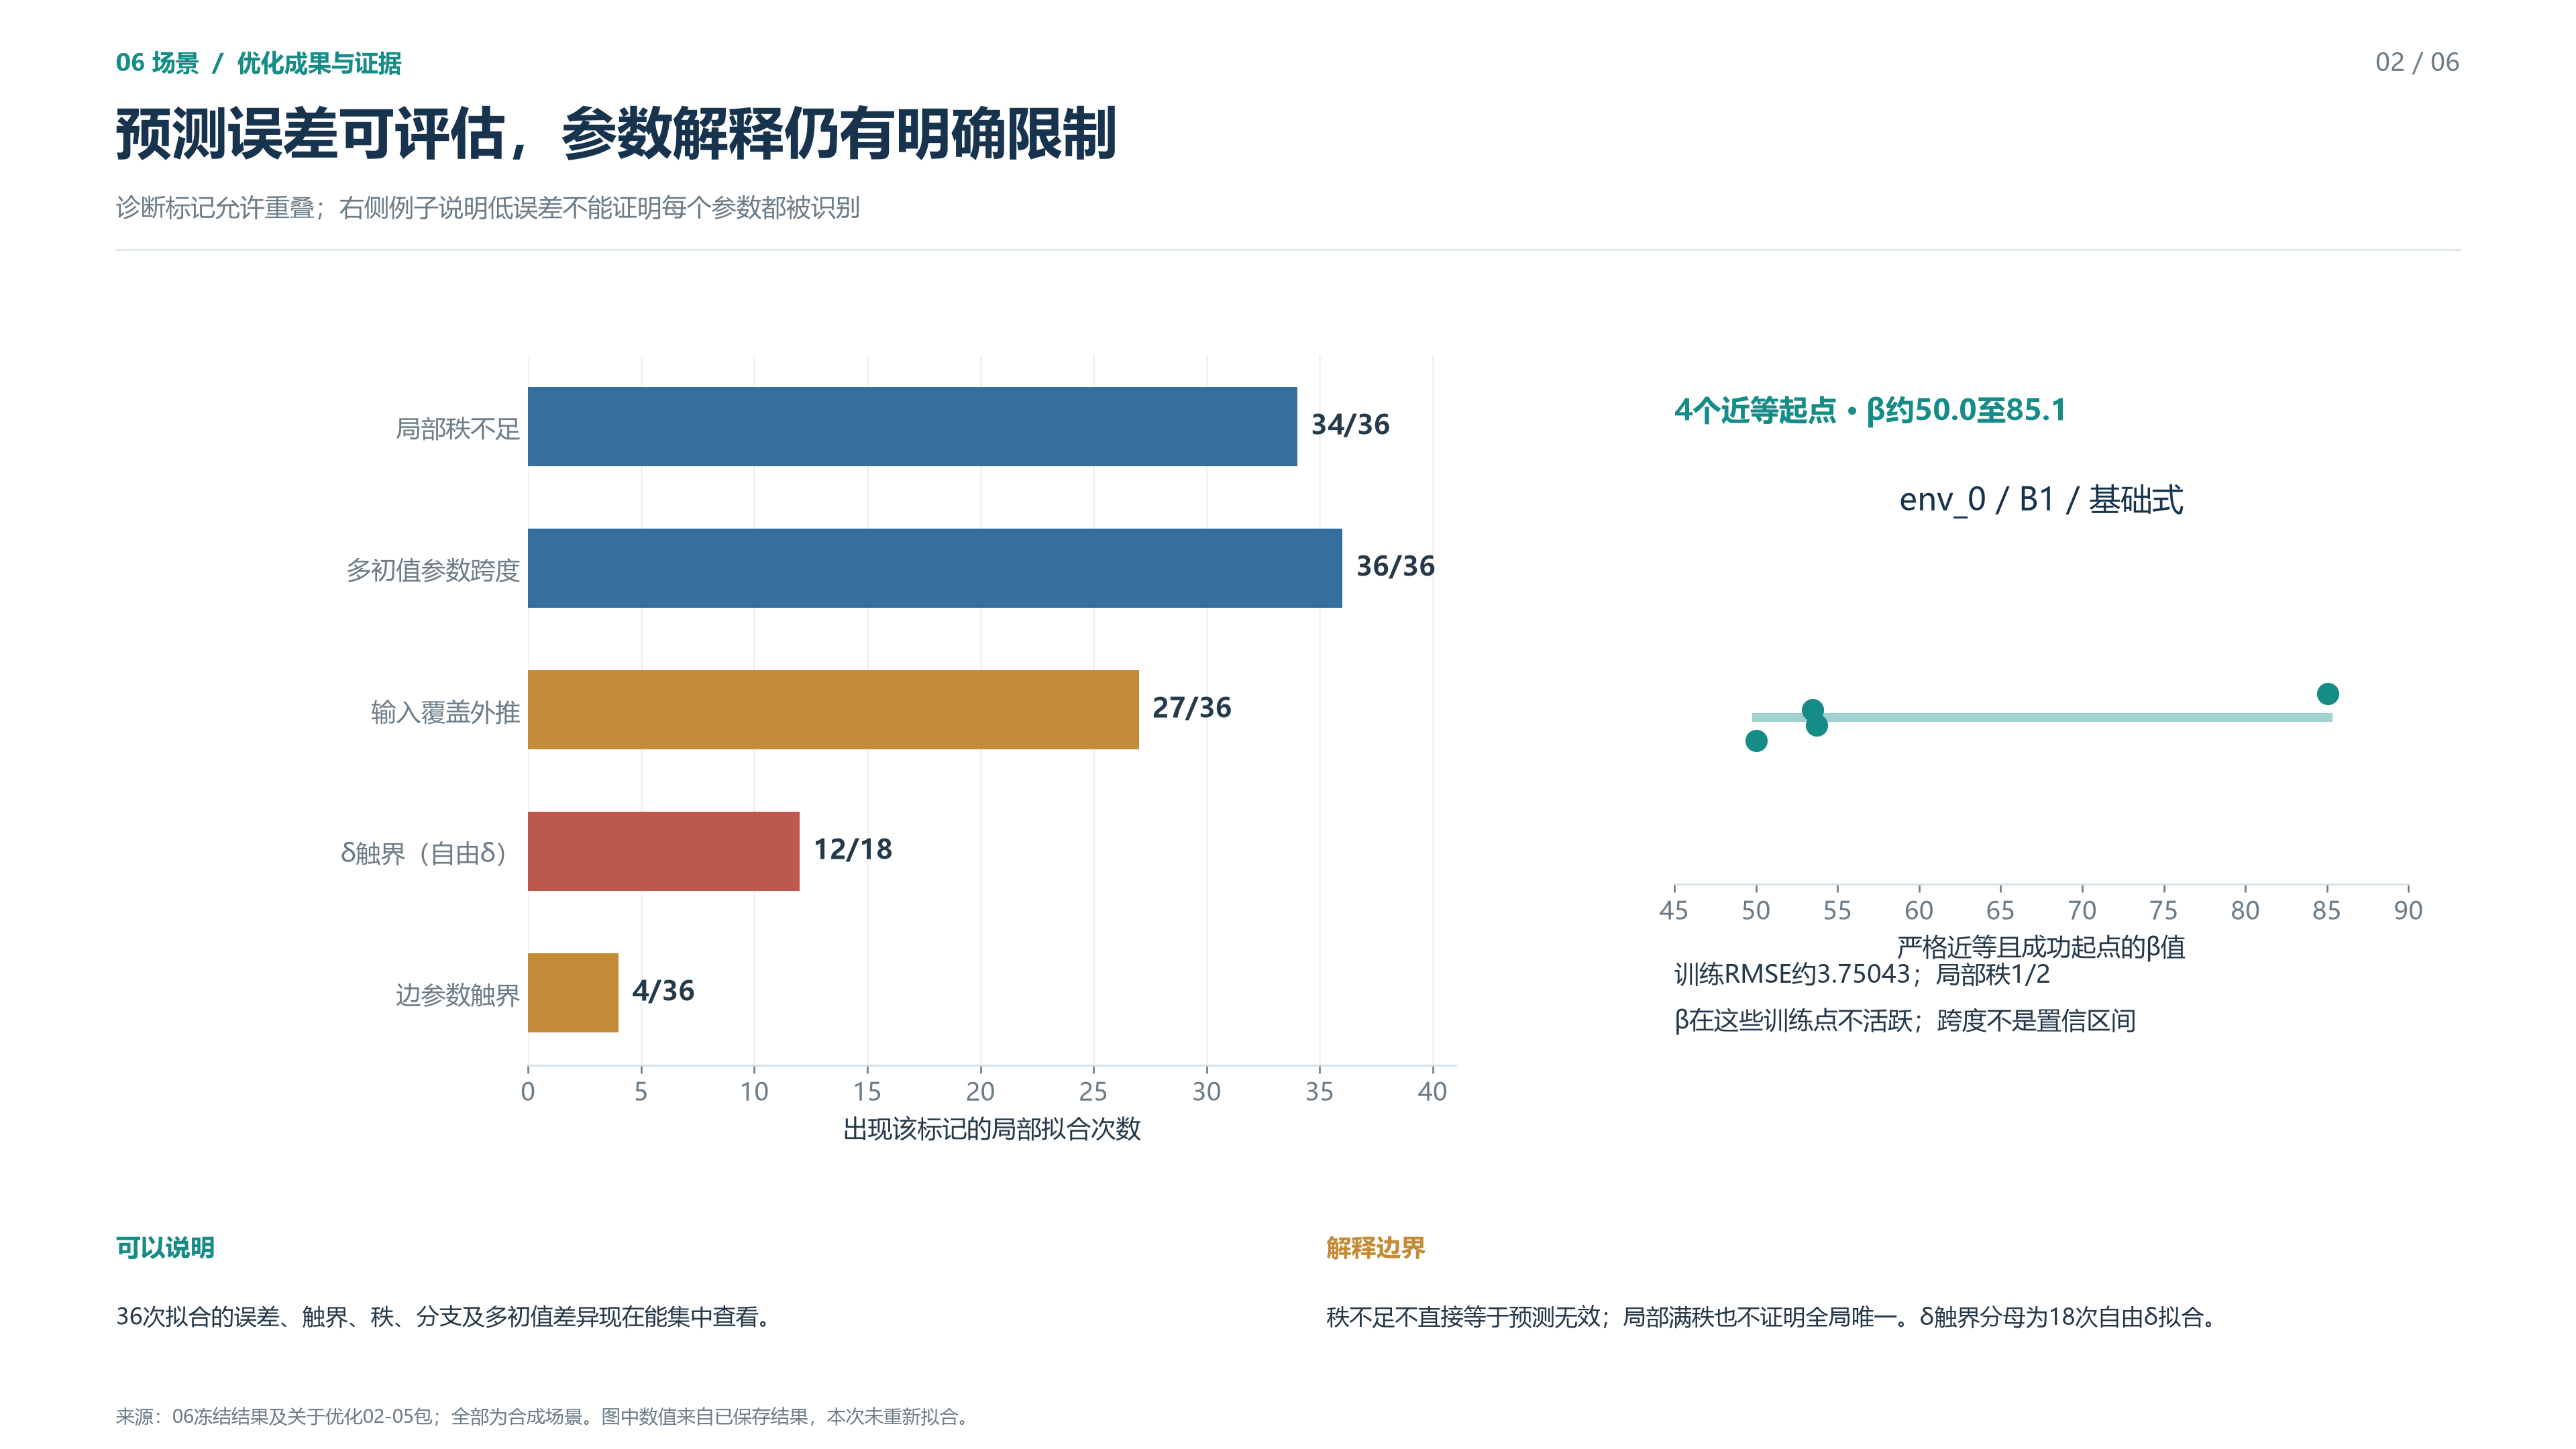 06 场景 / 优化成果与证据
02 / 06
预测误差可评估，参数解释仍有明确限制
诊断标记允许重叠；右侧例子说明低误差不能证明每个参数都被识别
局部秩不足
34/36
多初值参数跨度
36/36
输入覆盖外推
27/36
δ触界（自由δ）
12/18
边参数触界
4/36
0 5 10 15 20 25 30 35 40
出现该标记的局部拟合次数
4个近等起点 • β约50.0至85.1
env_0 / B1 / 基础式
45 50 55 60 65 70 75 80 85 90
严格近等且成功起点的β值
训练RMSE约3.75043；局部秩1/2
β在这些训练点不活跃；跨度不是置信区间
可以说明
36次拟合的误差、触界、秩、分支及多初值差异现在能集中查看。
解释边界
秩不足不直接等于预测无效；局部满秩也不证明全局唯一。δ触界分母为18次自由δ拟合。
来源：06冻结结果及关于优化02-05包；全部为合成场景。图中数值来自已保存结果，本次未重新拟合。